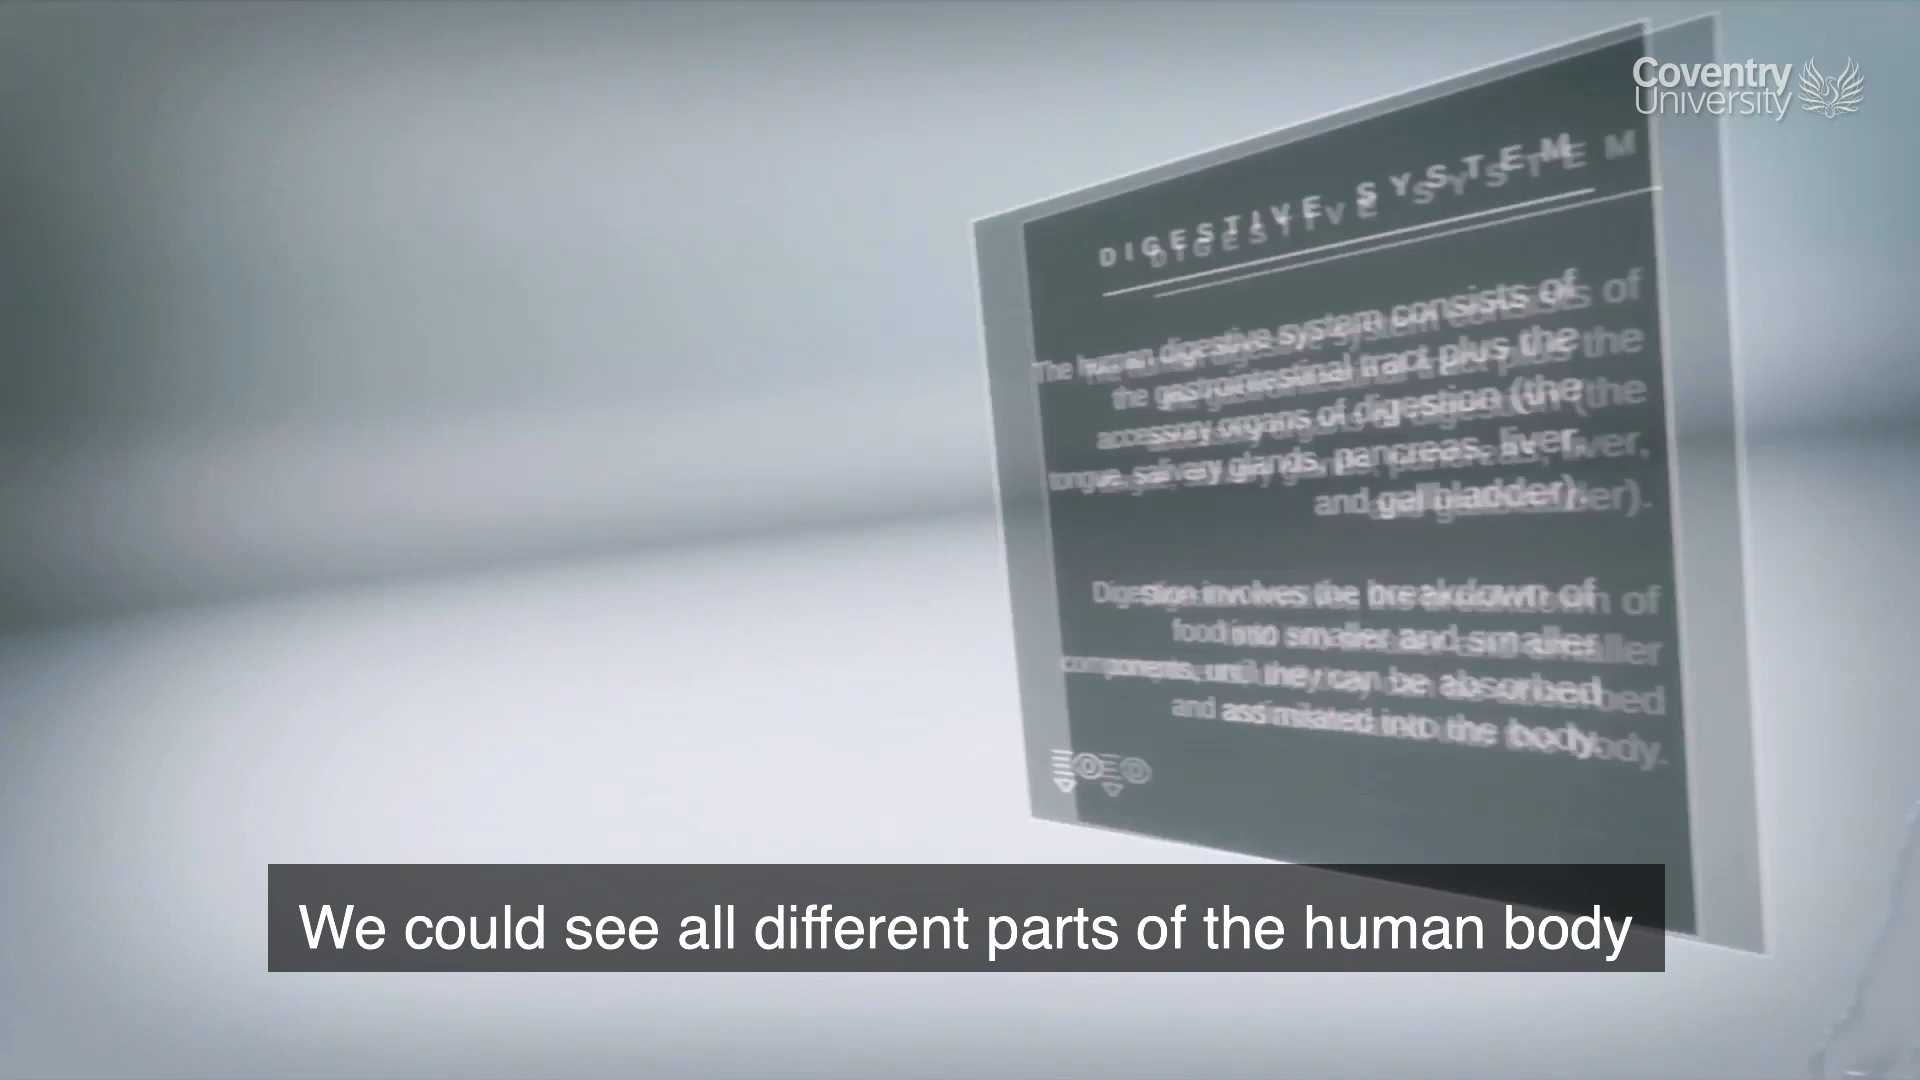 Coventry
University
DIGESTIVE SYSTEM
The human digestive system consists of
the gastrointestinal tract plus the
accessory organs of digestion (the
tongue, salivary glands, pancreas, liver,
and gall bladder).
Digestion involves the breakdown of
food into smaller and smaller
components, until they can be absorbed
and assimilated into the body.
We could see all different parts of the human body